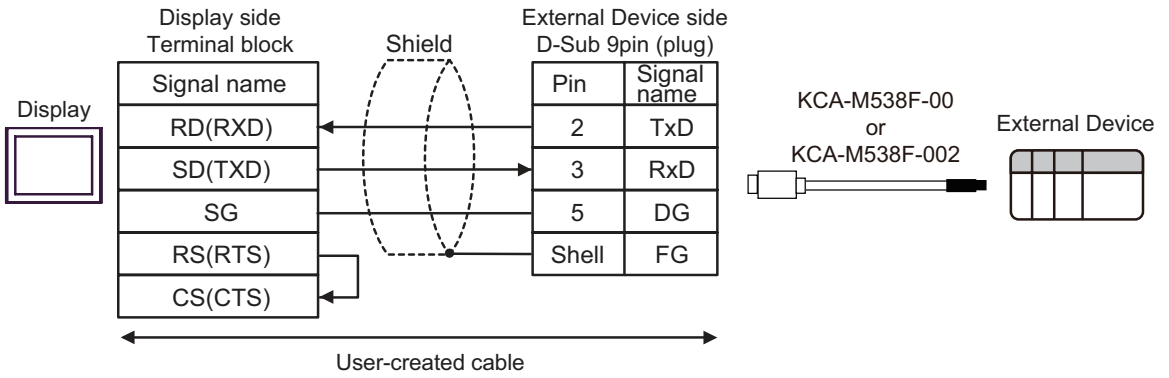 Display side
Terminal block
Shield
External Device side
D-Sub 9pin (plug)
Display
Signal name
Pin
Signal
name
RD(RXD)
2
TxD
SD(TXD)
3
RxD
SG
5
DG
RS(RTS)
Shell
FG
CS(CTS)
User-created cable
KCA-M538F-00
or
KCA-M538F-002
External Device